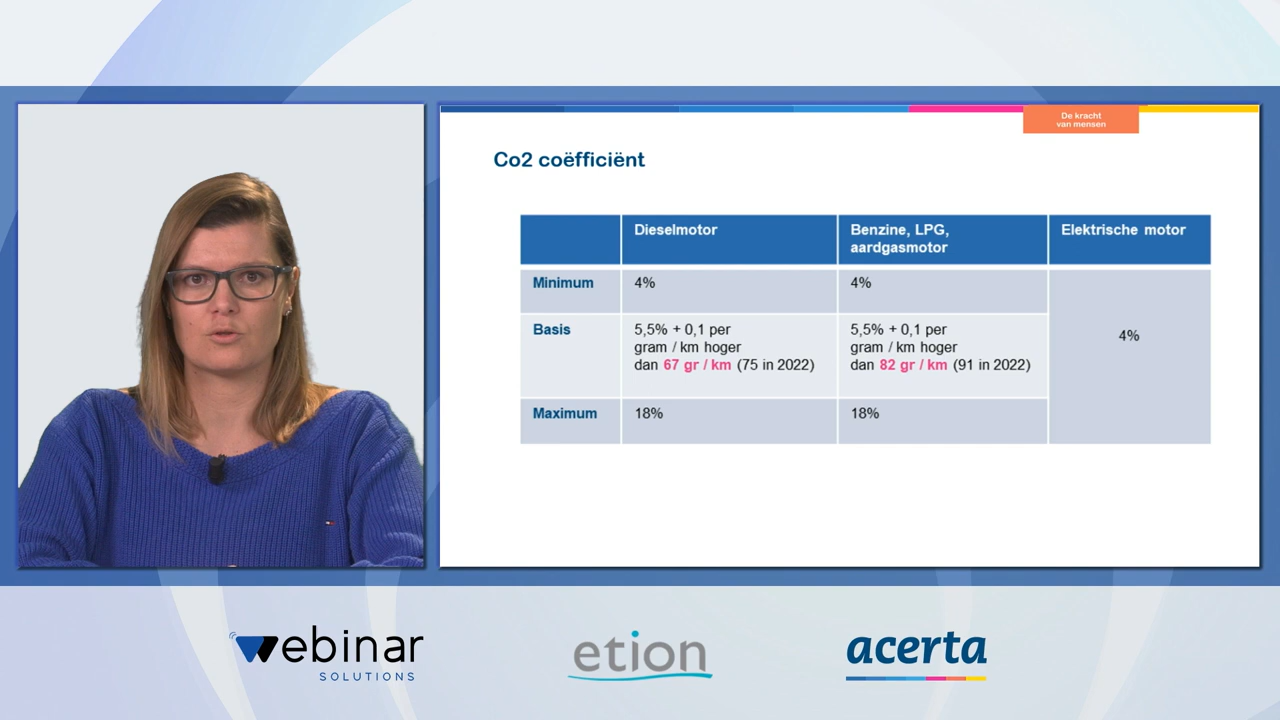 De kracht
van mensen
Co2 coëfficiënt
Dieselmotor
Benzine, LPG,
aardgasmotor
Elektrische motor
Minimum
4%
4%
4%
Basis
5,5% + 0,1 per
gram / km hoger
dan 67 gr / km (75 in 2022)
5,5% + 0,1 per
gram / km hoger
dan 82 gr / km (91 in 2022)
Maximum
18%
18%
Webinar
SOLUTIONS
etion
acerta